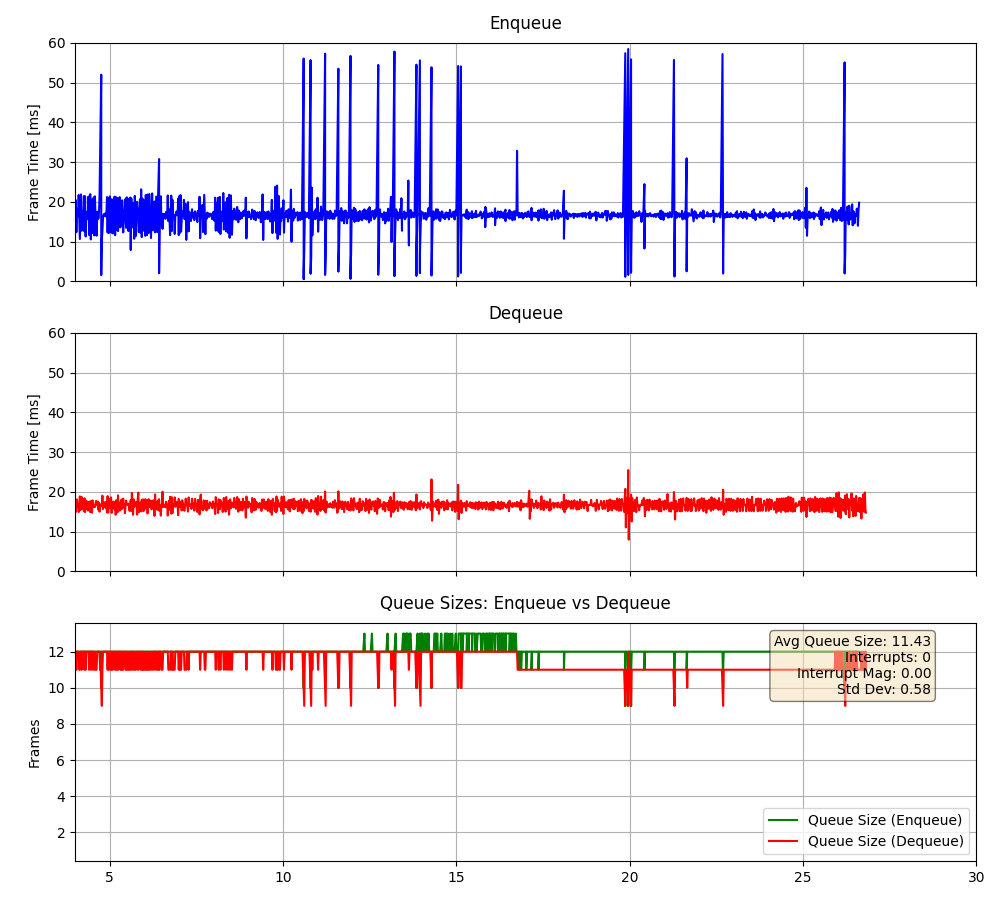 Enqueue
60
50
40
30
20
10
0
Frame Time [ms]
Dequeue
60
50
40
30
20
10
0
Frame Time [ms]
Queue Sizes: Enqueue vs Dequeue
12
10
8
6
4
2
Frames
Avg Queue Size: 11.43
Interrupts: 0
Interrupt Mag: 0.00
Std Dev: 0.58
Queue Size (Enqueue)
Queue Size (Dequeue)
5 10 15 20 25 30